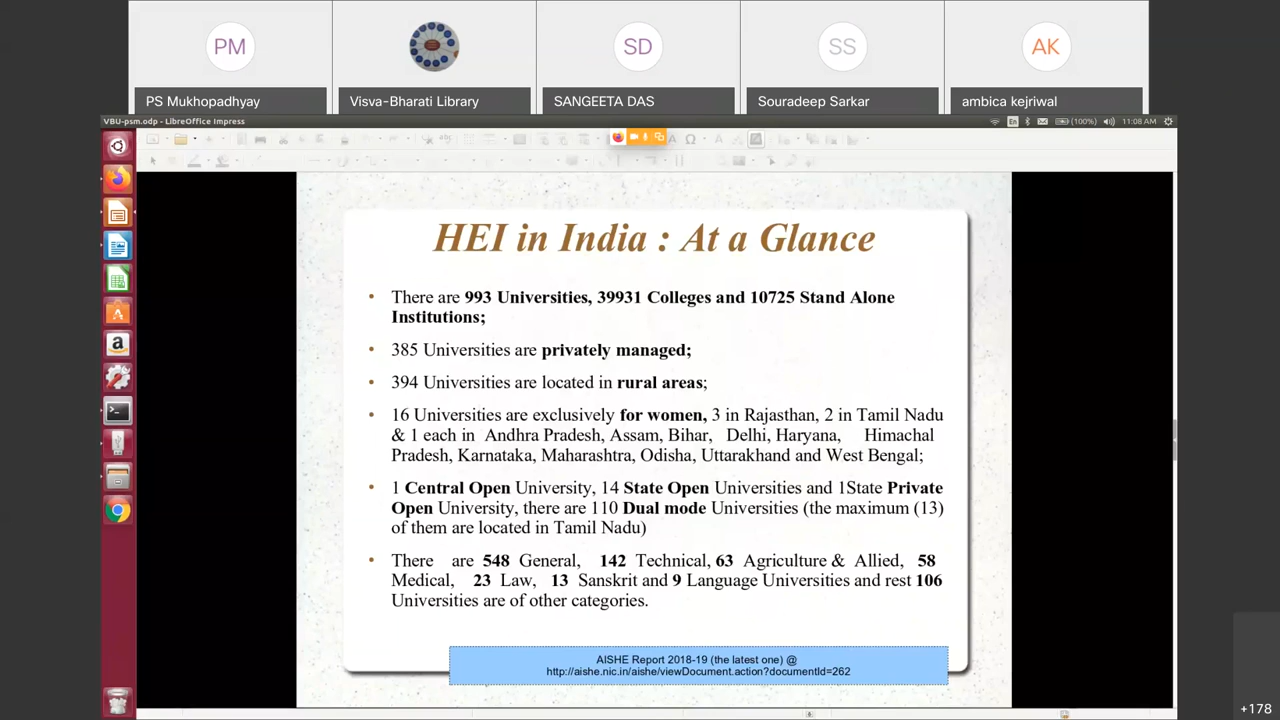 PM
SD
SS
AK
PS Mukhopadhyay
Visva-Bharati Library
SANGEETA DAS
Souradeep Sarkar
ambica kejriwal
VBU-psm.odp - LibreOffice Impress
En
(100%)
11:08 AM
HEI in India : At a Glance
• There are 993 Universities, 39931 Colleges and 10725 Stand Alone
Institutions;
• 385 Universities are privately managed;
• 394 Universities are located in rural areas;
• 16 Universities are exclusively for women, 3 in Rajasthan, 2 in Tamil Nadu
& 1 each in Andhra Pradesh, Assam, Bihar, Delhi, Haryana, Himachal
Pradesh, Karnataka, Maharashtra, Odisha, Uttarakhand and West Bengal;
• 1 Central Open University, 14 State Open Universities and 1State Private
Open University, there are 110 Dual mode Universities (the maximum (13)
of them are located in Tamil Nadu)
• There are 548 General, 142 Technical, 63 Agriculture & Allied, 58
Medical, 23 Law, 13 Sanskrit and 9 Language Universities and rest 106
Universities are of other categories.
AISHE Report 2018-19 (the latest one) @
http://aishe.nic.in/aishe/viewDocument.action?documentId=262
+178